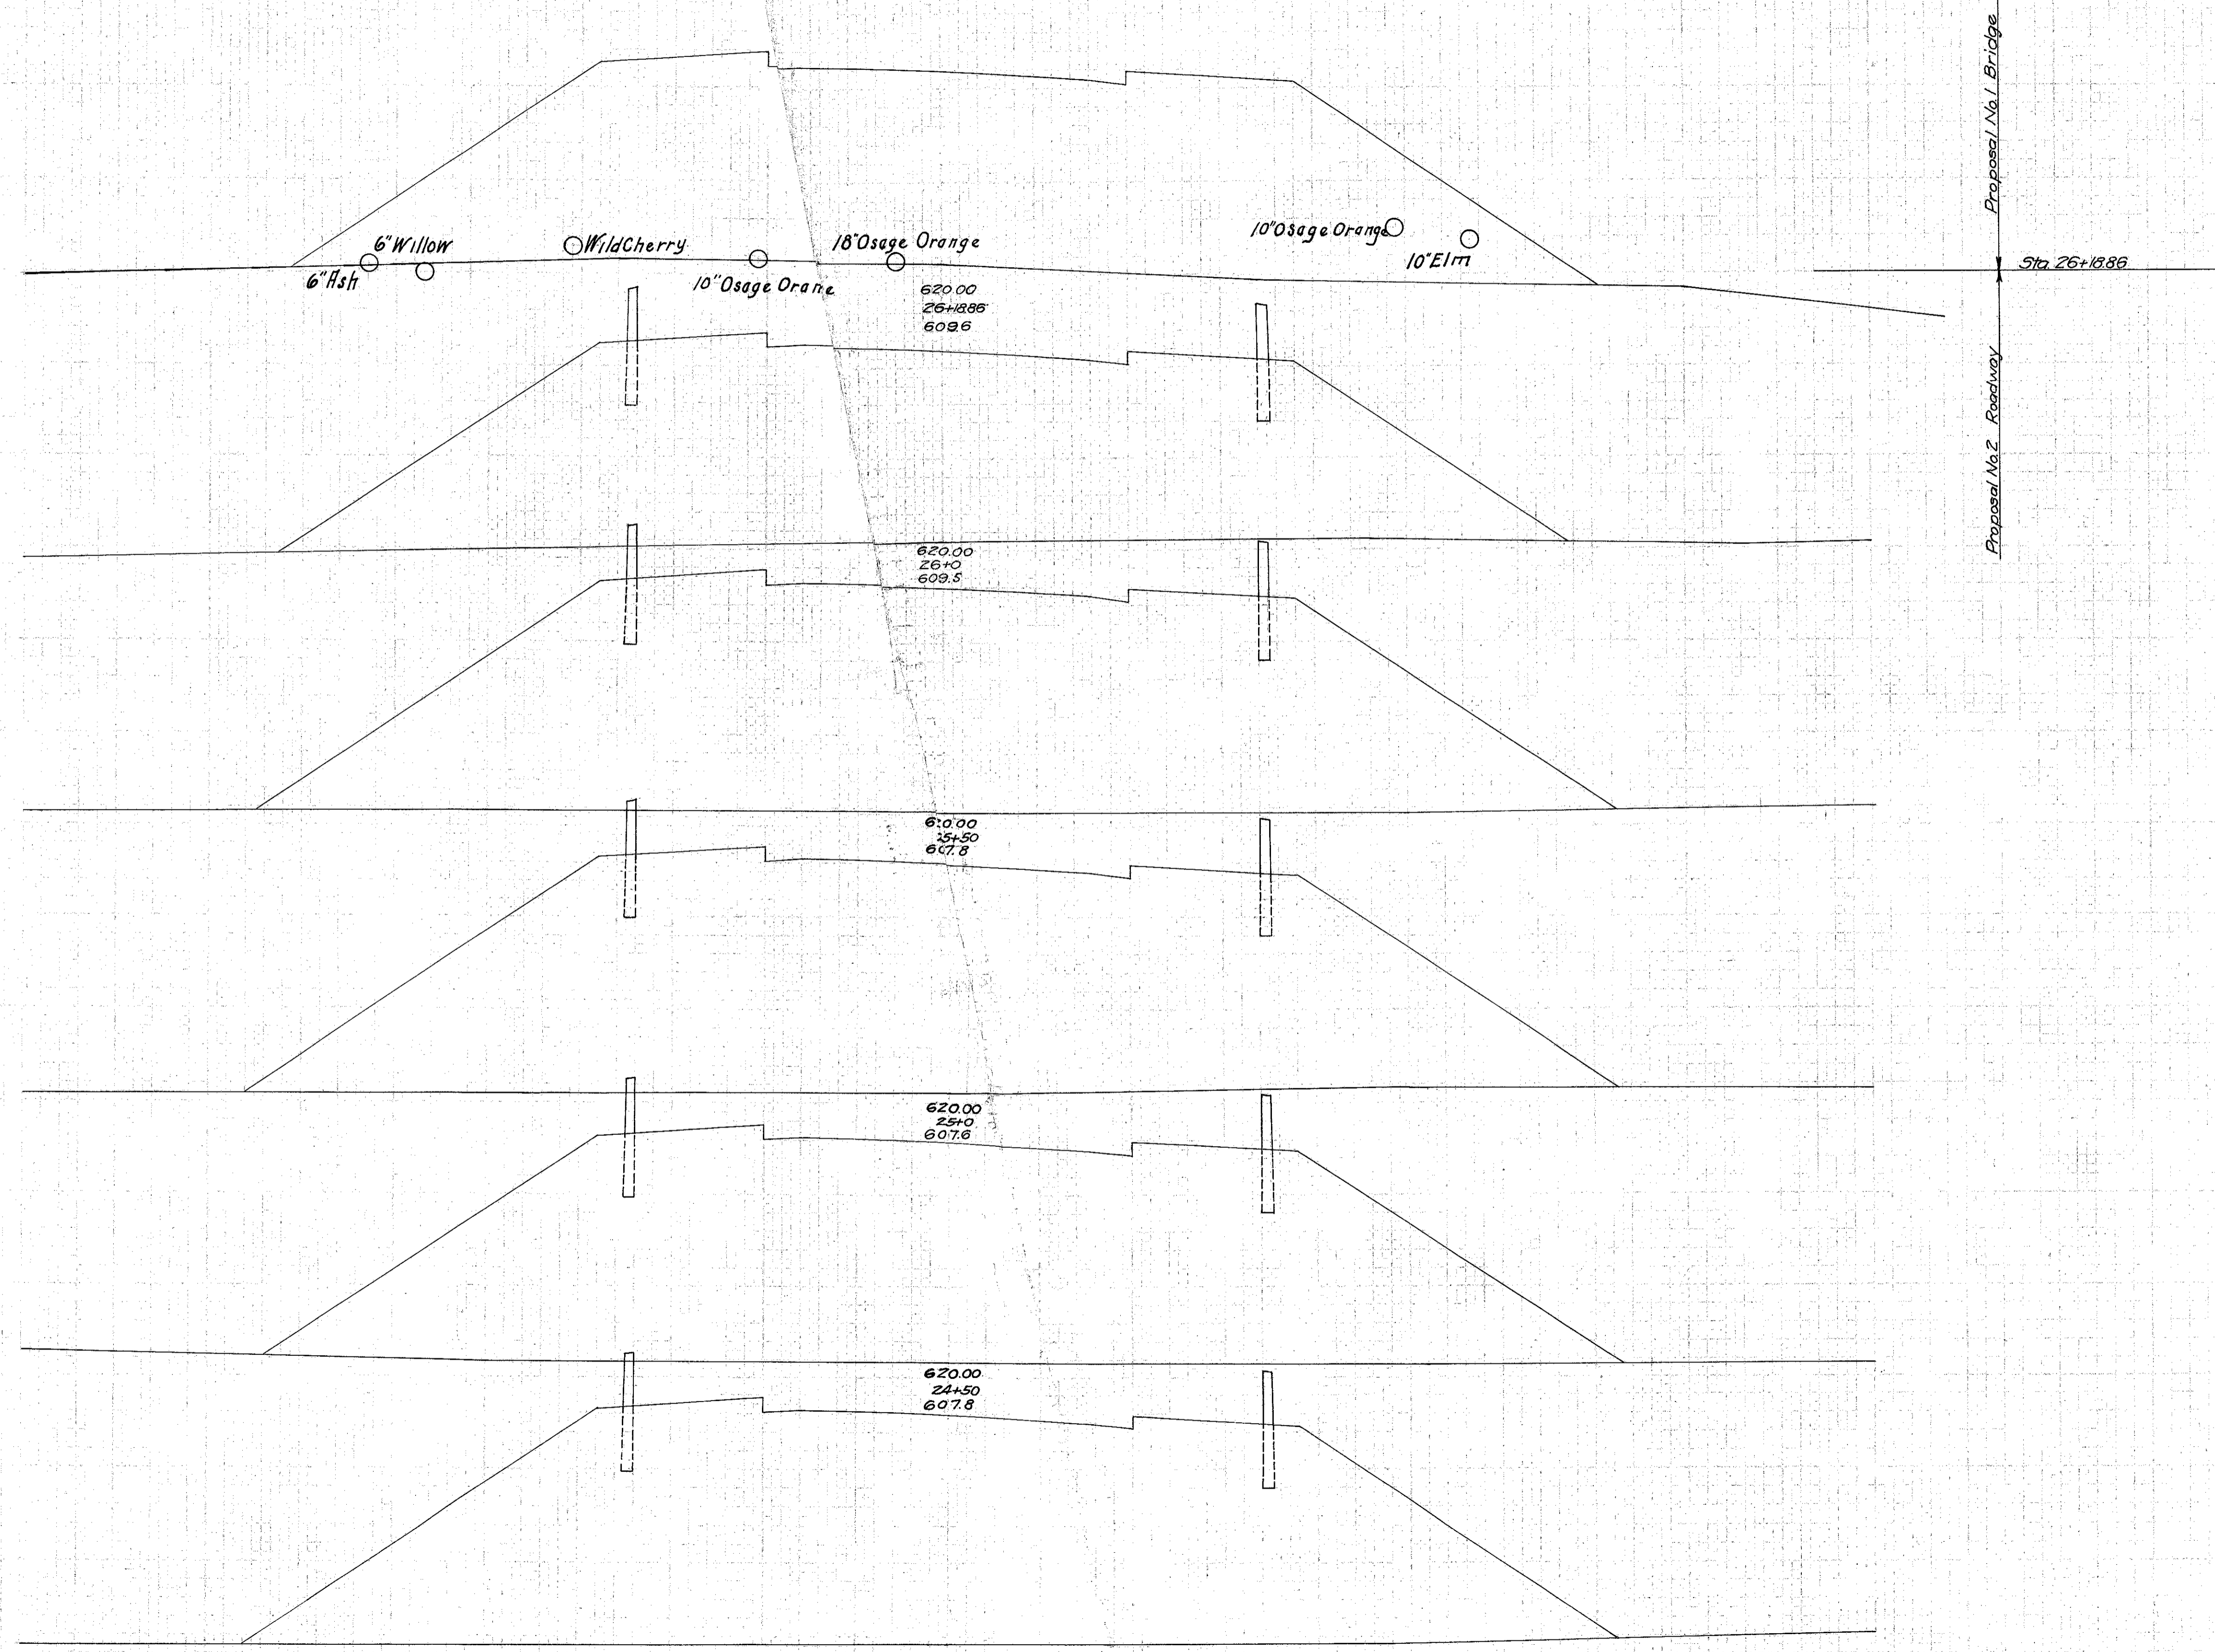 Proposal No.1 Bridge
10"Osage Orange
18"Osage Orange
6"Willow
WildCherry
10"Elm
Sta. 26+18.86
6"Ash
10"Osage Orane
620.00
26+18.86
609.6
Proposal No.2 Roadway
620.00
26+0
609.5
25+50
607.8
620.00
25+0
607.6
620.00
24+50
607.8